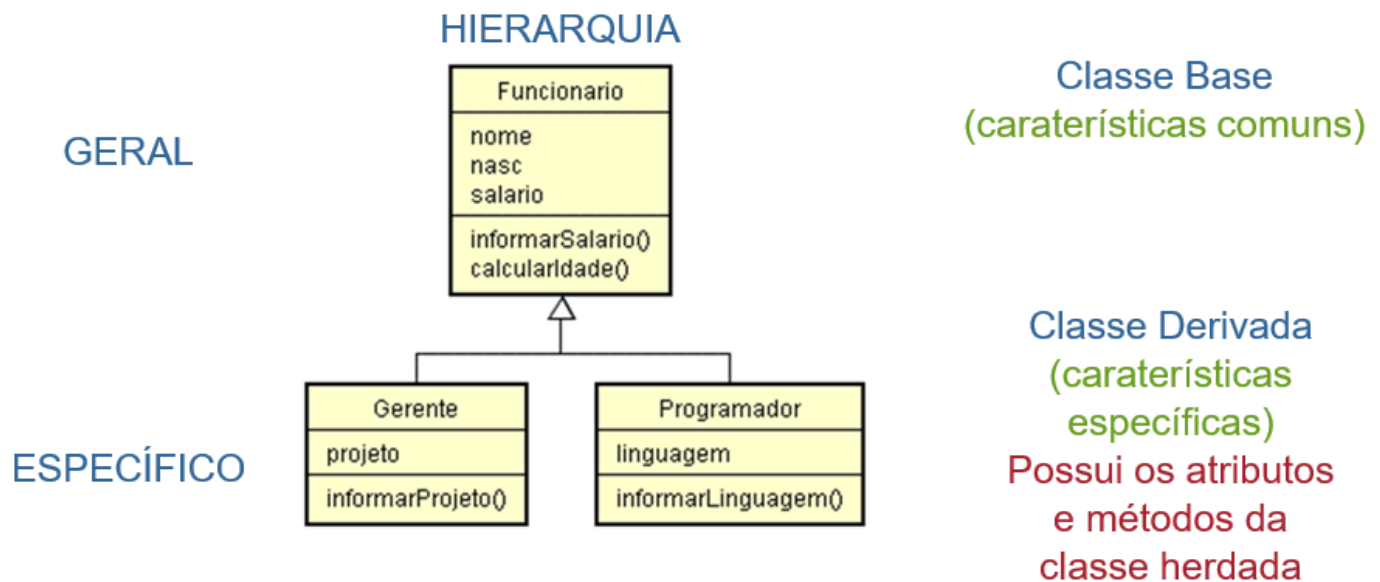 HIERARQUIA
GERAL
Funcionario
nome
nasc
salario
informarSalario()
calcularIdade()
Classe Base
(caraterísticas comuns)
ESPECÍFICO
Gerente
projeto
informarProjeto()
Programador
linguagem
informarLinguagem()
Classe Derivada
(caraterísticas
específicas)
Possui os atributos
e métodos da
classe herdada